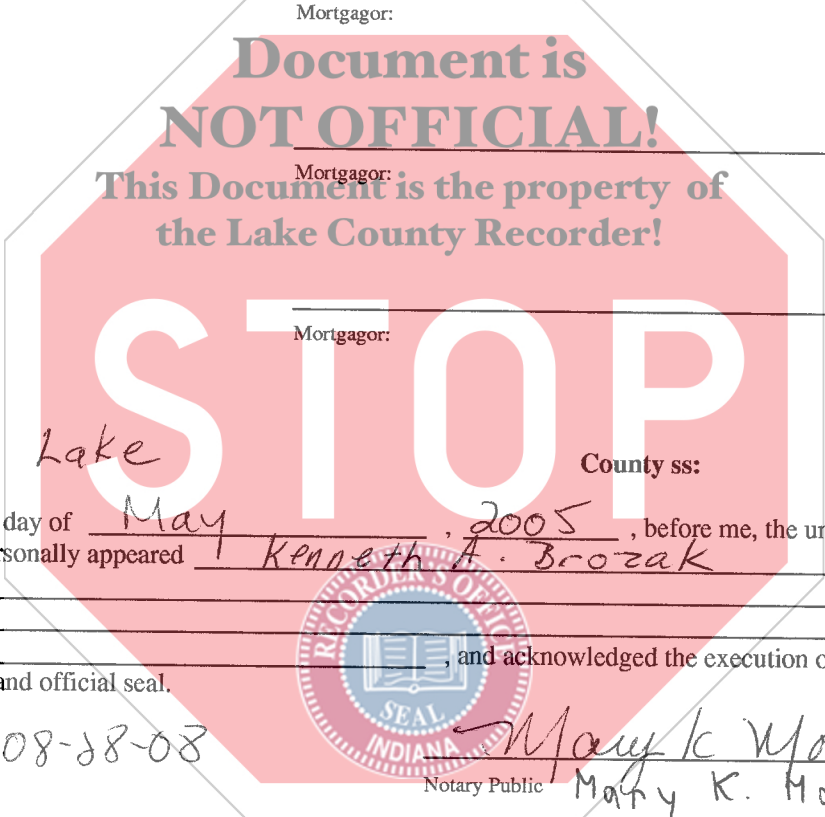 Mortgagor:
Document is
NOT OFFICIAL!
Mortgagor:
This Document is the property of
the Lake County Recorder!
STOP
Mortgagor:
Lake County ss:
day of May, 2005, before me, the
sonally appeared Kenneth A. Brozak
RECORDER'S OFFIC
, and acknowledged the execution
and official seal.
SEAL
INDIANA
08-28-08
Mary K
Notary Public Mary K.